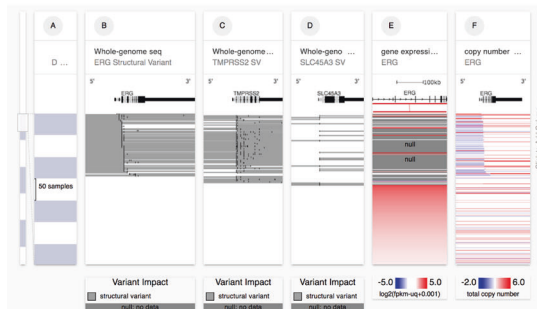 A
B
C
D
E
F
D ...
Whole-genome seq
ERG Structural Variant
Whole-genome...
TMPRSS2 SV
Whole-geno ...
SLC45A3 SV
gene expressi...
ERG
copy number ...
ERG
5' 3'
5' 3'
5' 3'
5'
ERG
TMPRSS2
SLC45A3
100kb
ERG
ERG
null
null
50 samples
Variant Impact
structural variant
null: no data
Variant Impact
structural variant
null: no data
Variant Impact
structural variant
null: no data
-5.0 5.0
log2(fpkm-uq+0.001)
-2.0 6.0
total copy number